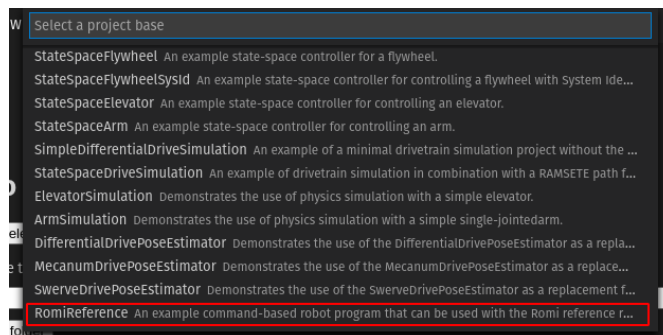 W
Select a project base
StateSpaceFlywheel An example state-space controller for a flywheel.
StateSpaceFlywheelSysId An example state-space controller for controlling a flywheel with System Ide...
StateSpaceElevator An example state-space controller for controlling an elevator.
StateSpaceArm An example state-space controller for controlling an arm.
SimpleDifferentialDriveSimulation An example of a minimal drivetrain simulation project without the ...
StateSpaceDriveSimulation An example of drivetrain simulation in combination with a RAMSETE path f...
ElevatorSimulation Demonstrates the use of physics simulation with a simple elevator.
ArmSimulation Demonstrates the use of physics simulation with a simple single-jointedarm.
ele
DifferentialDrivePoseEstimator Demonstrates the use of the DifferentialDrivePoseEstimator as a repla...
e t
MecanumDrivePoseEstimator Demonstrates the use of the MecanumDrivePoseEstimator as a replace...
SwerveDrivePoseEstimator Demonstrates the use of the SwerveDrivePoseEstimator as a replacement f...
RomiReference An example command-based robot program that can be used with the Romi reference r...